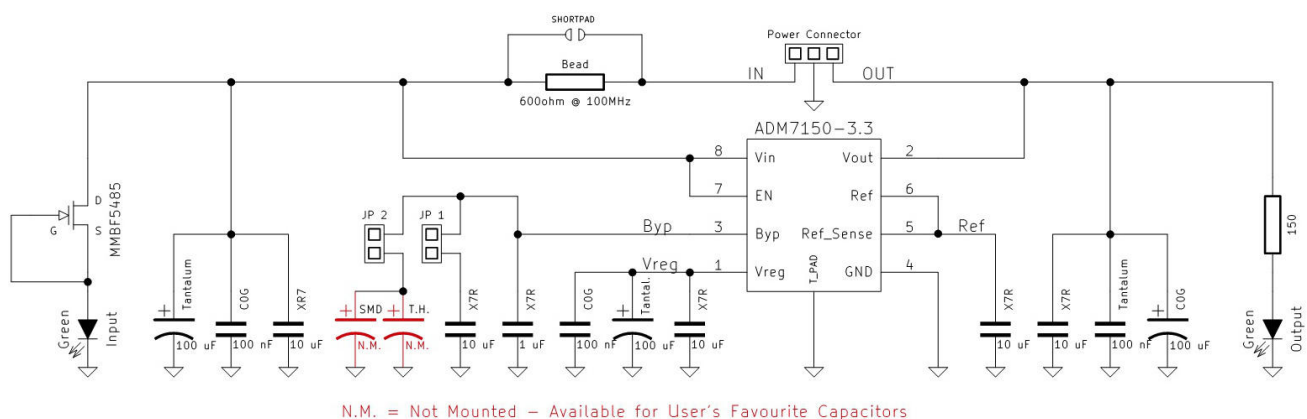 SHORTPAD
Bead
600ohm @ 100MHz
Power Connector
IN
OUT
ADM7150-3.3
8 Vin Vout 2
7 EN Ref 6
3 Byp Ref_Sense 5
1 Vreg GND 4
T_PAD
Byp
Vreg
Ref
D
G
S
MMBF5485
JP 2
JP 1
150
Green
Input
+ Tantalum
100 uF
C0G
100 nF
XR7
10 uF
+ SMD
N.M.
+ T.H.
N.M.
X7R
10 uF
X7R
1 uF
C0G
100 nF
+ Tantal.
100 uF
X7R
10 uF
X7R
10 uF
X7R
10 uF
Tantalum
100 nF
+ C0G
100 uF
Green
Output
N.M. = Not Mounted - Available for User's Favourite Capacitors